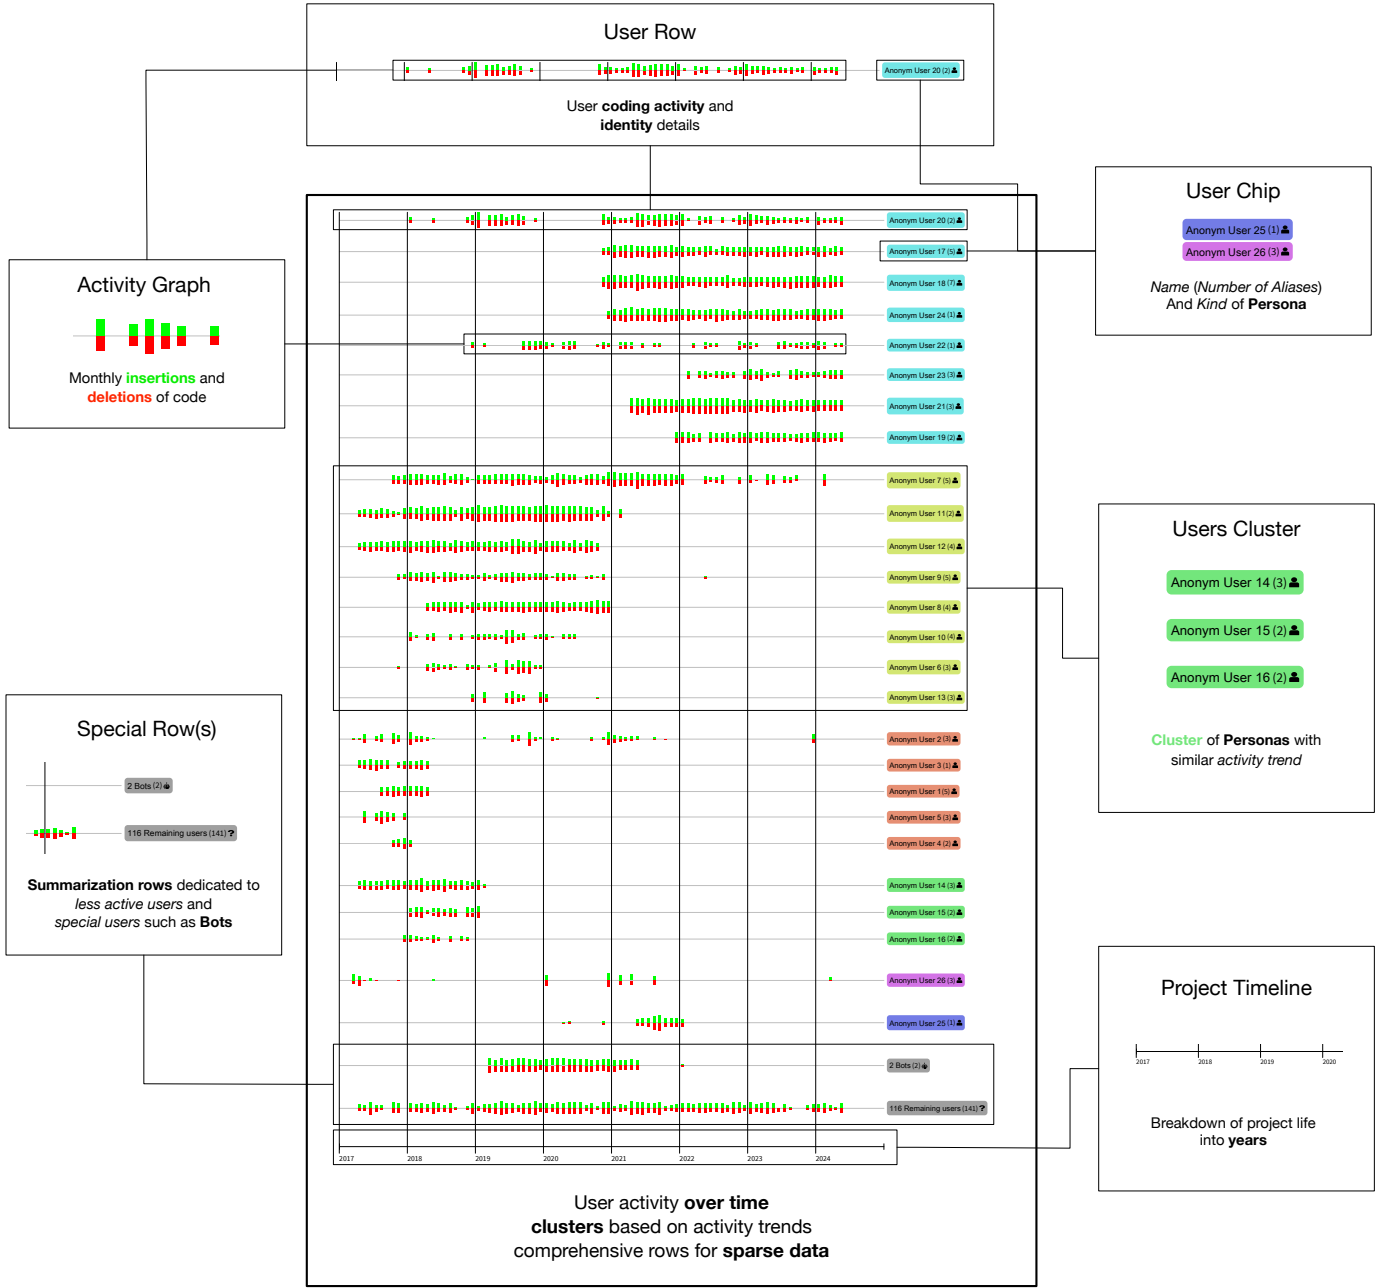 User Row
Anonym User 20 (2)
User coding activity and
identity details
User Chip
Anonym User 25 (1)
Anonym User 26 (3)
Name (Number of Aliases)
And Kind of Persona
Activity Graph
Monthly insertions and
deletions of code
Anonym User 20 (2)
Anonym User 17 (5)
Anonym User 18 (7)
Anonym User 24 (1)
Anonym User 22 (1)
Anonym User 23 (3)
Anonym User 21 (3)
Anonym User 19 (2)
Anonym User 7 (5)
Anonym User 11 (2)
Anonym User 12 (4)
Anonym User 9 (5)
Anonym User 8 (4)
Anonym User 10 (4)
Anonym User 6 (3)
Anonym User 13 (3)
Anonym User 2 (3)
Anonym User 3 (1)
Anonym User 1 (5)
Anonym User 5 (3)
Anonym User 4 (2)
Anonym User 14 (3)
Anonym User 15 (2)
Anonym User 16 (2)
Anonym User 26 (3)
Anonym User 25 (1)
2 Bots (2)
116 Remaining users (141) ?
2017 2018 2019 2020 2021 2022 2023 2024
User activity over time
clusters based on activity trends
comprehensive rows for sparse data
Users Cluster
Anonym User 14 (3)
Anonym User 15 (2)
Anonym User 16 (2)
Cluster of Personas with
similar activity trend
Special Row(s)
2 Bots (2)
116 Remaining users (141) ?
Summarization rows dedicated to
less active users and
special users such as Bots
Project Timeline
2017 2018 2019 2020
Breakdown of project life
into years